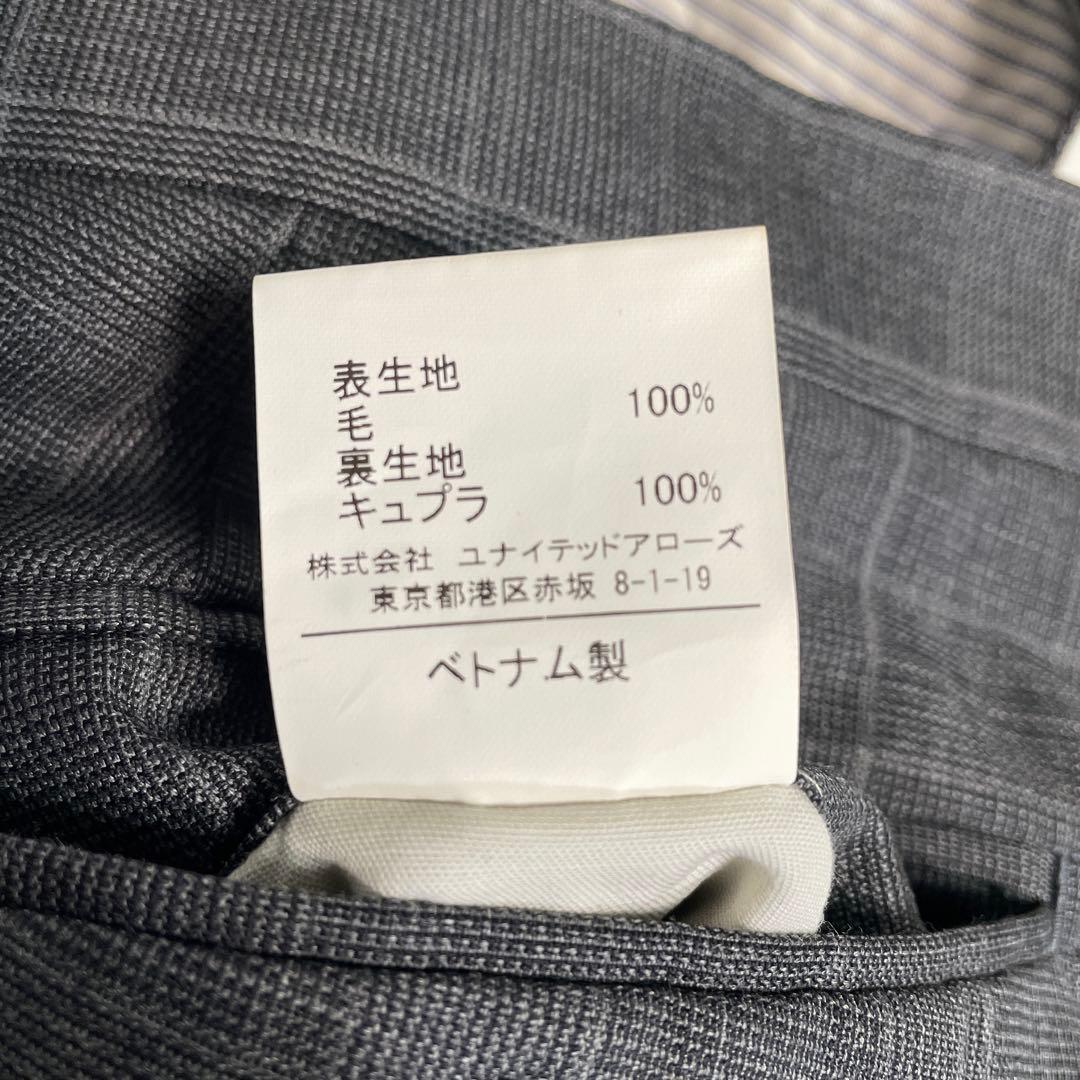 表生地
毛 100%
裏生地
キュプラ 100%
株式会社 ユナイテッドアローズ
東京都港区赤坂 8-1-19
ベトナム製